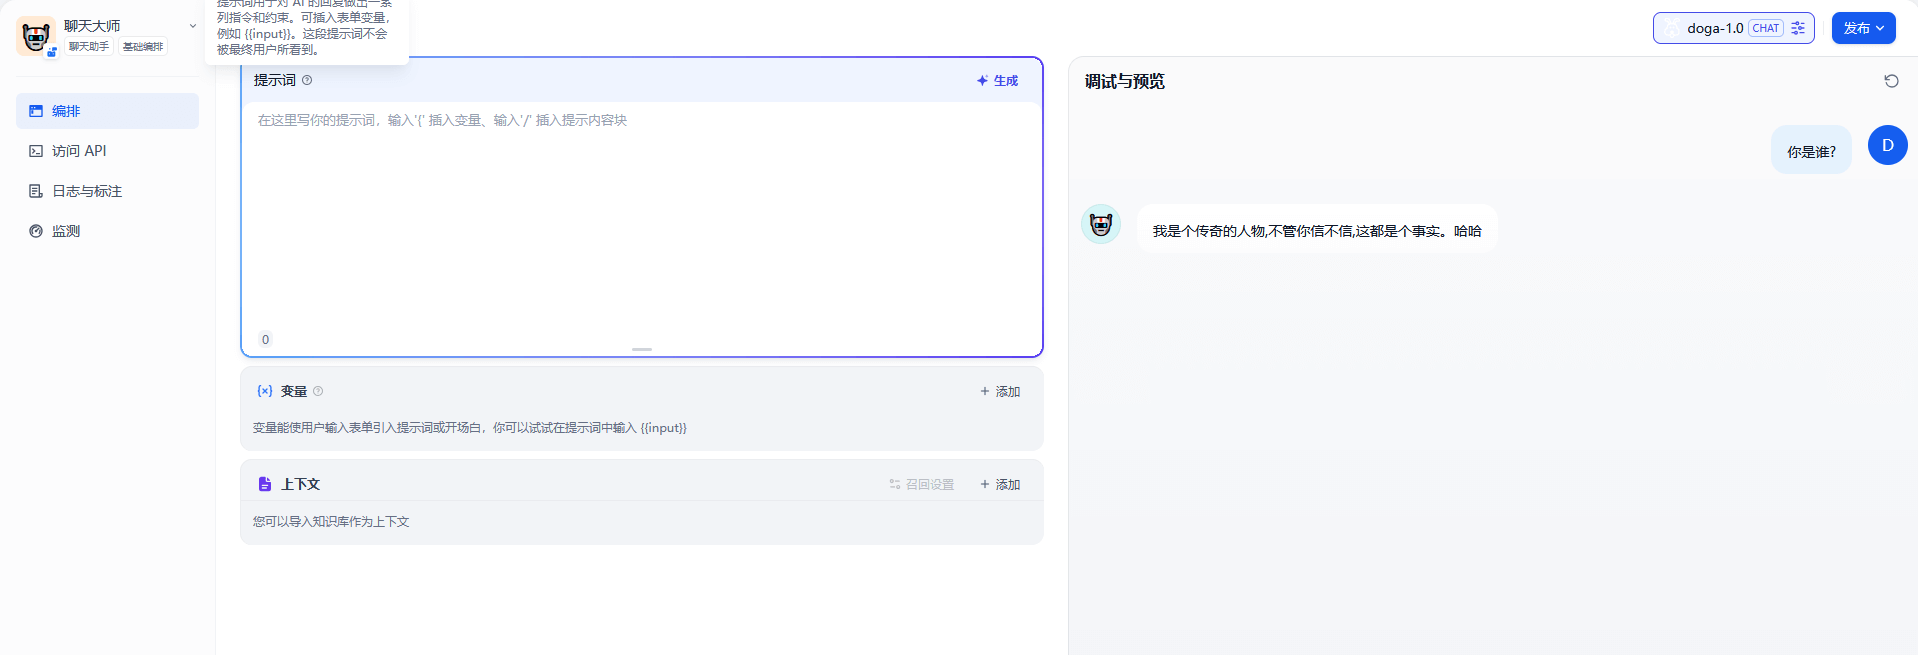 聊天大师
聊天助手 基础编排
编排
访问 API
日志与标注
监测
提示词用于对 AI 的回复做出一系
列指令和约束。可插入表单变量，
例如 {{input}}。这段提示词不会
被最终用户所看到。
提示词
生成
在这里写你的提示词，输入'{' 插入变量、输入'/' 插入提示内容块
0
{x} 变量
+ 添加
变量能使用户输入表单引入提示词或开场白，你可以试试在提示词中输入 {{input}}
上下文
召回设置
+ 添加
您可以导入知识库作为上下文
doga-1.0 CHAT
发布
调试与预览
你是谁?
D
我是个传奇的人物,不管你信不信,这都是个事实。哈哈